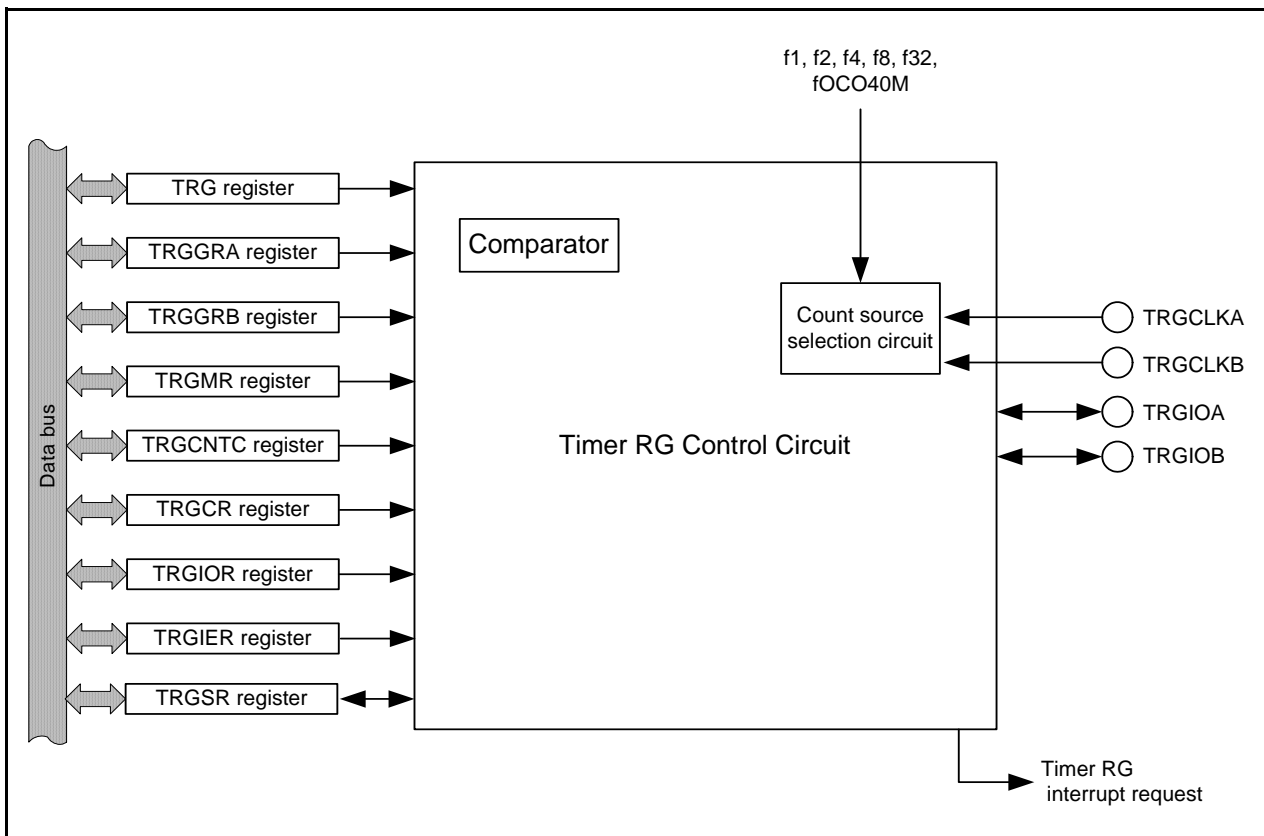 f1, f2, f4, f8, f32,
fOCO40M
Data bus
TRG register
TRGGRA register
TRGGRB register
TRGMR register
TRGCNTC register
TRGCR register
TRGIOR register
TRGIER register
TRGSR register
Comparator
Count source
selection circuit
Timer RG Control Circuit
TRGCLKA
TRGCLKB
TRGIOA
TRGIOB
Timer RG
interrupt request